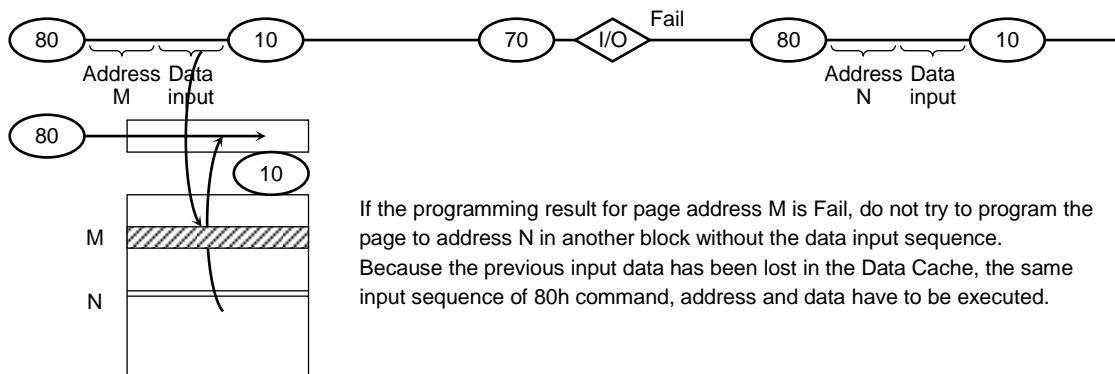 Fail
80 10 70 I/O 80 10
Address Data Address Data
M input N input
80
10
If the programming result for page address M is Fail, do not try to program the
M
page to address N in another block without the data input sequence.
Because the previous input data has been lost in the Data Cache, the same
N
input sequence of 80h command, address and data have to be executed.